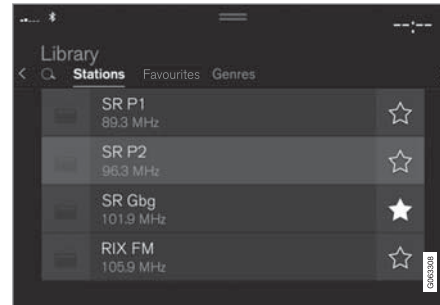 --:--
Library
Stations Favourites Genres
SR P1
89.3 MHz
SR P2
96.3 MHz
SR Gbg
101.9 MHz
RIX FM
105.9 MHz
G063308